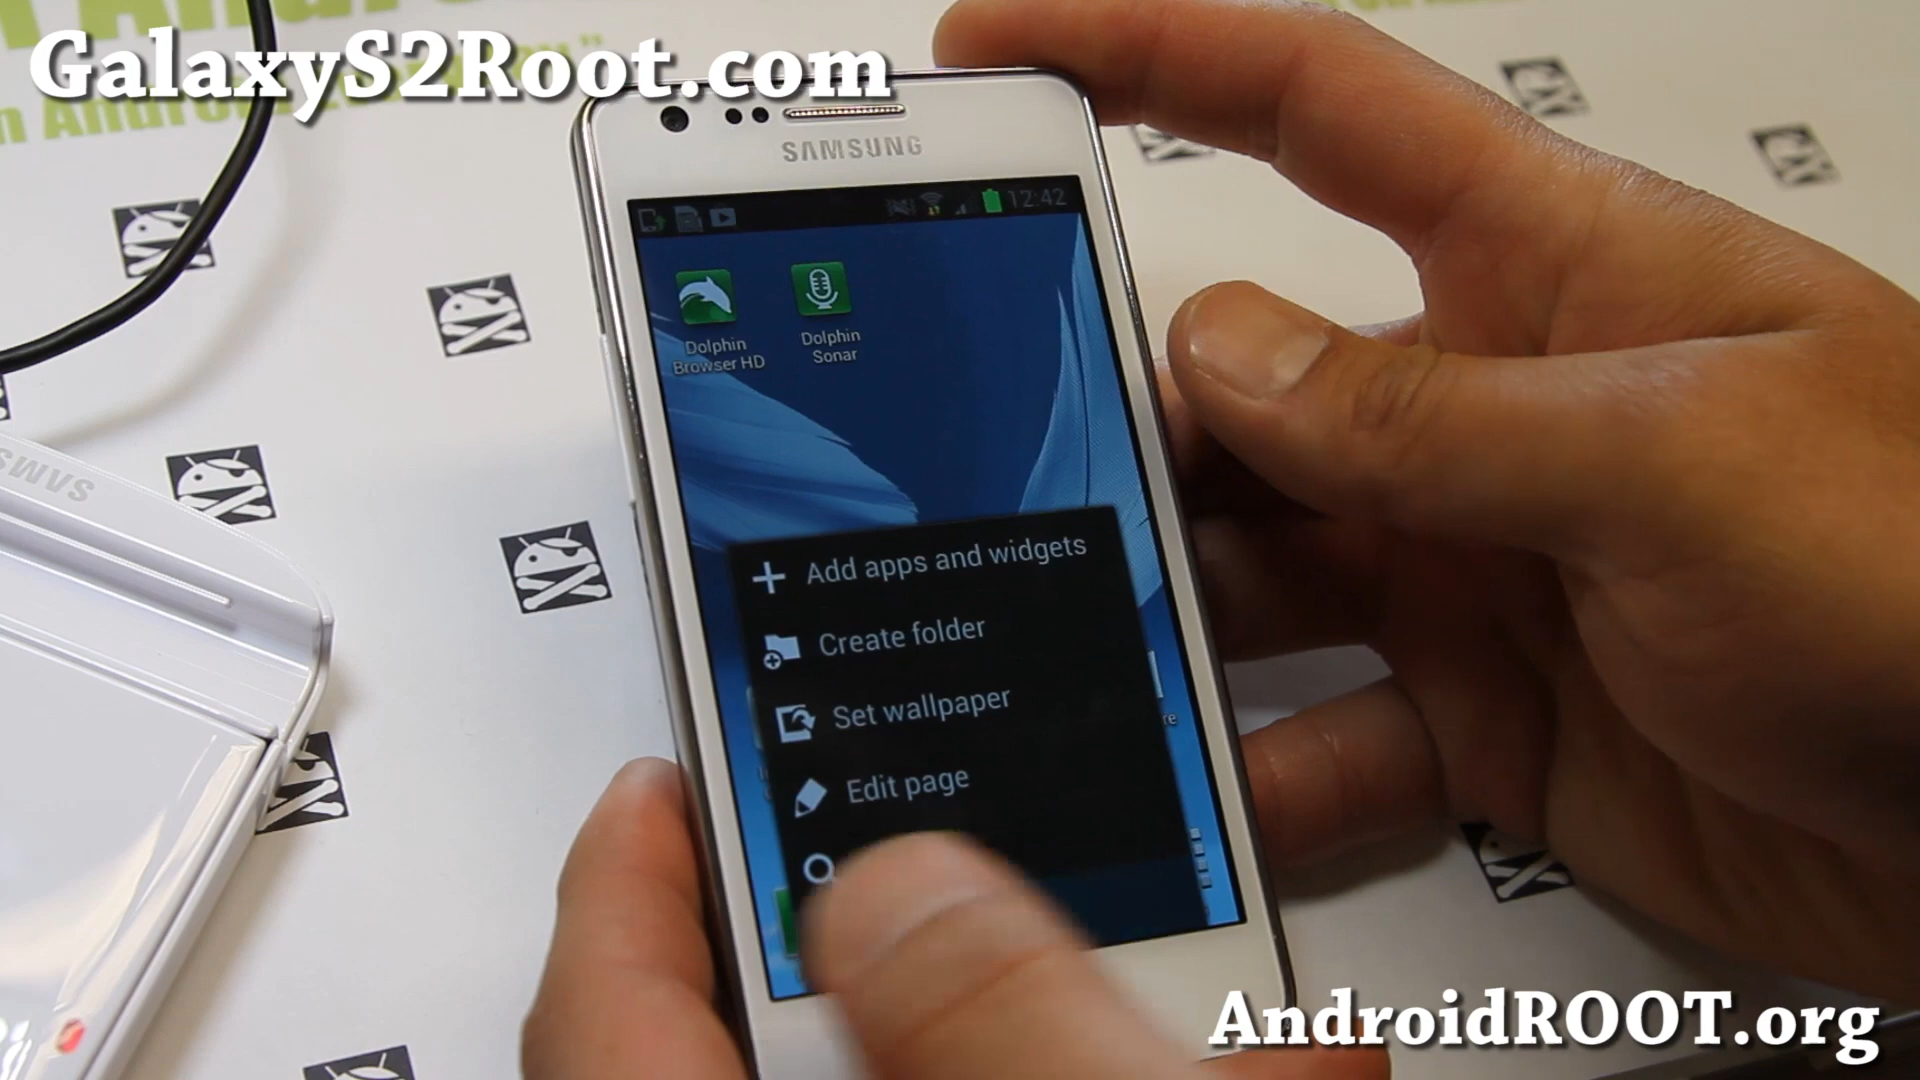 GalaxyS2Root.com
SAMSUNG
12:42
Dolphin
Browser HD
Dolphin
Sonar
Add apps and widgets
Create folder
Set wallpaper
Edit page
re
AndroidROOT.org